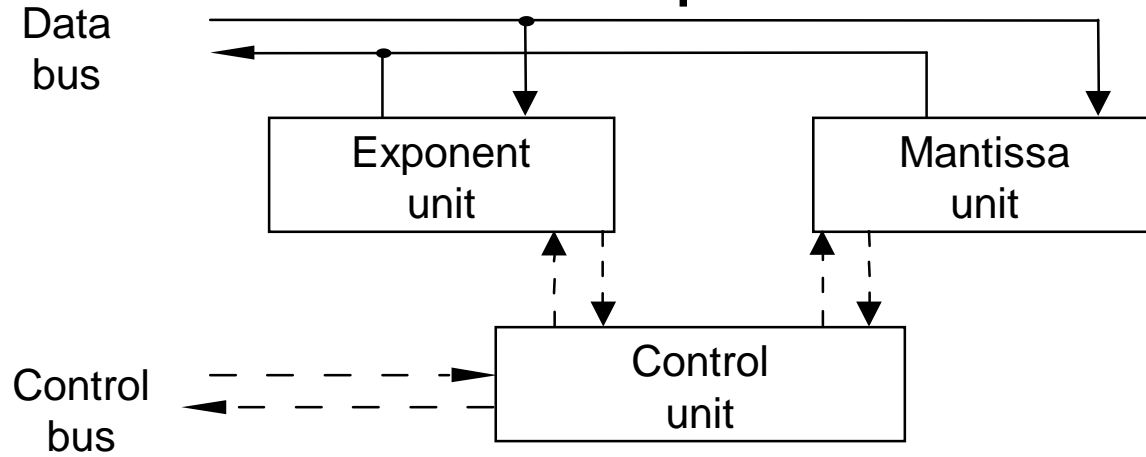 Data
bus
Exponent
unit
Mantissa
unit
Control
unit
Control
bus